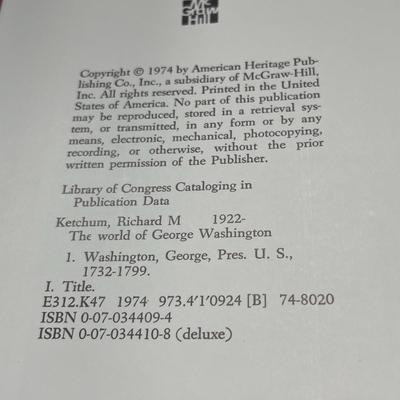 Mc
Graw
Hill
Copyright © 1974 by American Heritage Pub-
lishing Co., Inc., a subsidiary of McGraw-Hill,
Inc. All rights reserved. Printed in the United
States of America. No part of this publication
may be reproduced, stored in a retrieval sys-
tem, or transmitted, in any form or by any
means, electronic, mechanical, photocopying,
recording, or otherwise, without the prior
written permission of the Publisher.
Library of Congress Cataloging in
Publication Data
Ketchum, Richard M 1922-
The world of George Washington
1. Washington, George, Pres. U. S.,
1732-1799.
I. Title.
E312.K47 1974 973.4'1'0924 [B] 74-8020
ISBN 0-07-034409-4
ISBN 0-07-034410-8 (deluxe)